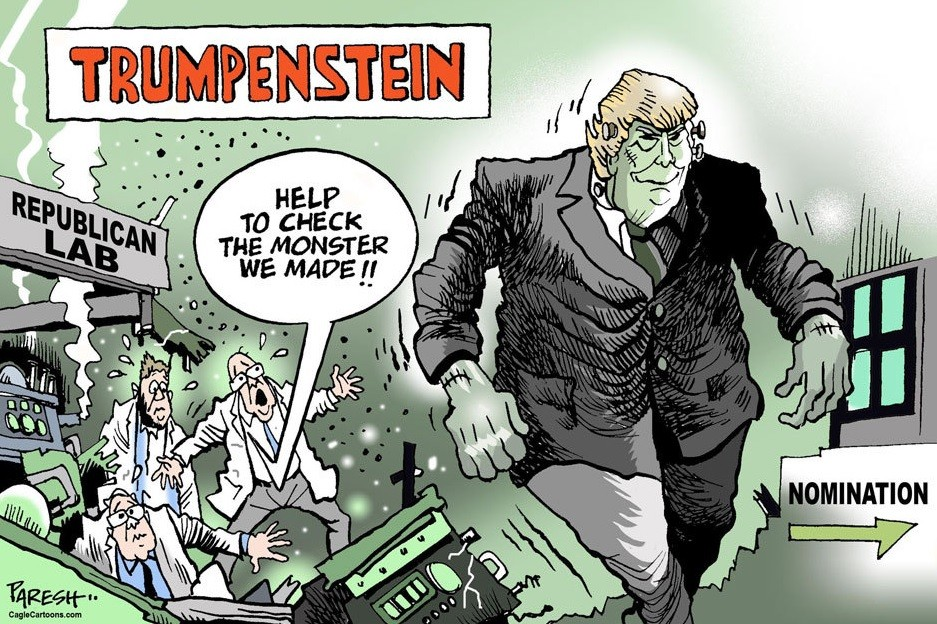 TRUMPENSTEIN
REPUBLICAN
LAB
HELP
TO CHECK
THE MONSTER
WE MADE!!
NOMINATION
PARESH
CagleCartoons.com